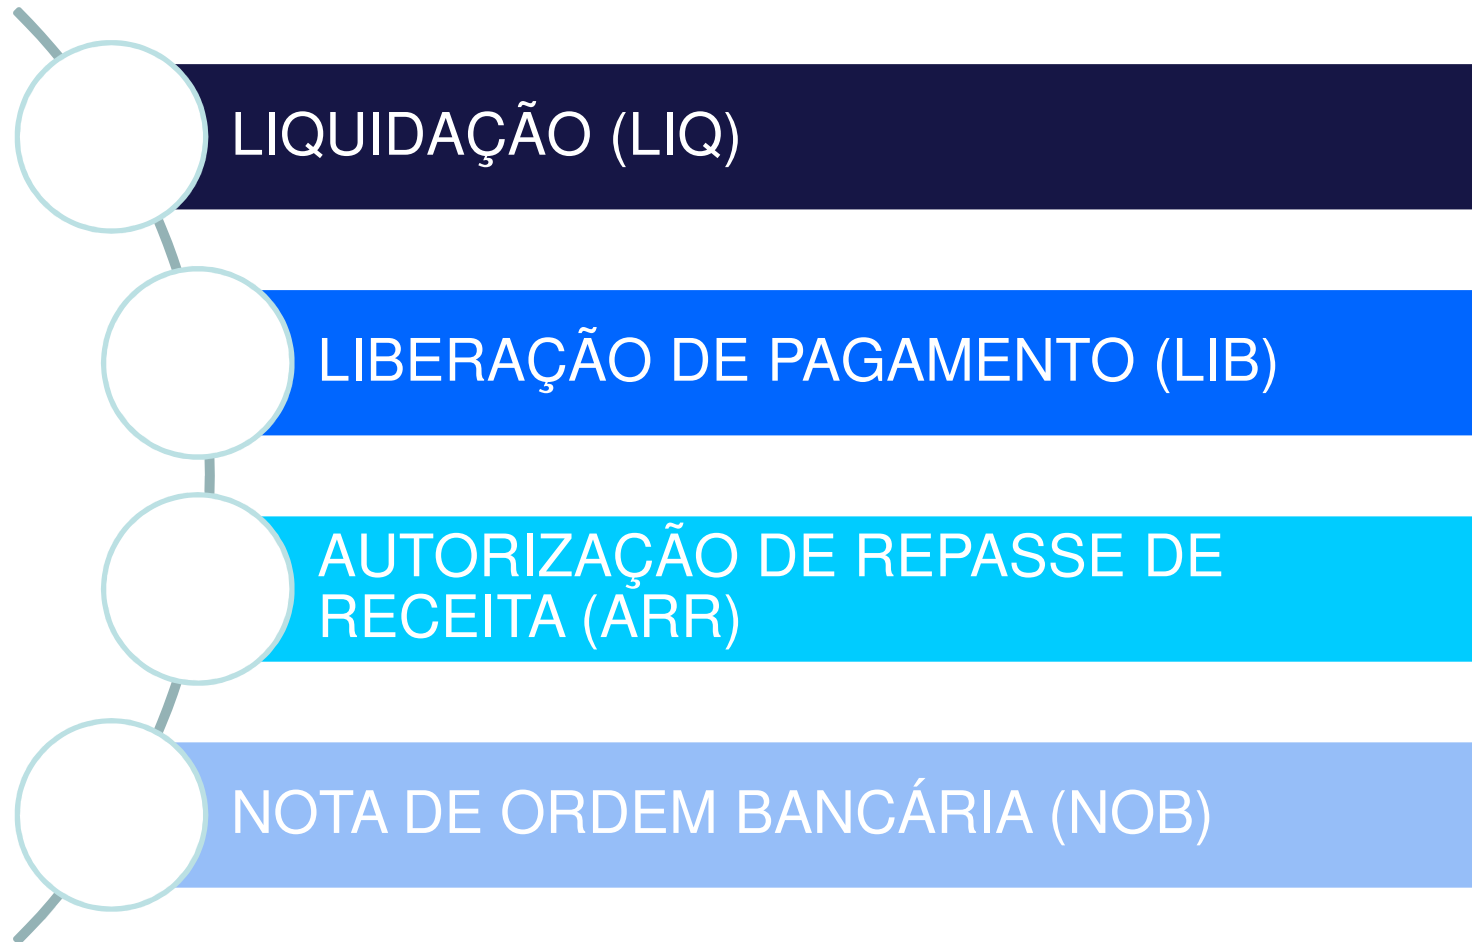 LIQUIDAÇÃO (LIQ)
LIBERAÇÃO DE PAGAMENTO (LIB)
AUTORIZAÇÃO DE REPASSE DE
RECEITA (ARR)
NOTA DE ORDEM BANCÁRIA (NOB)